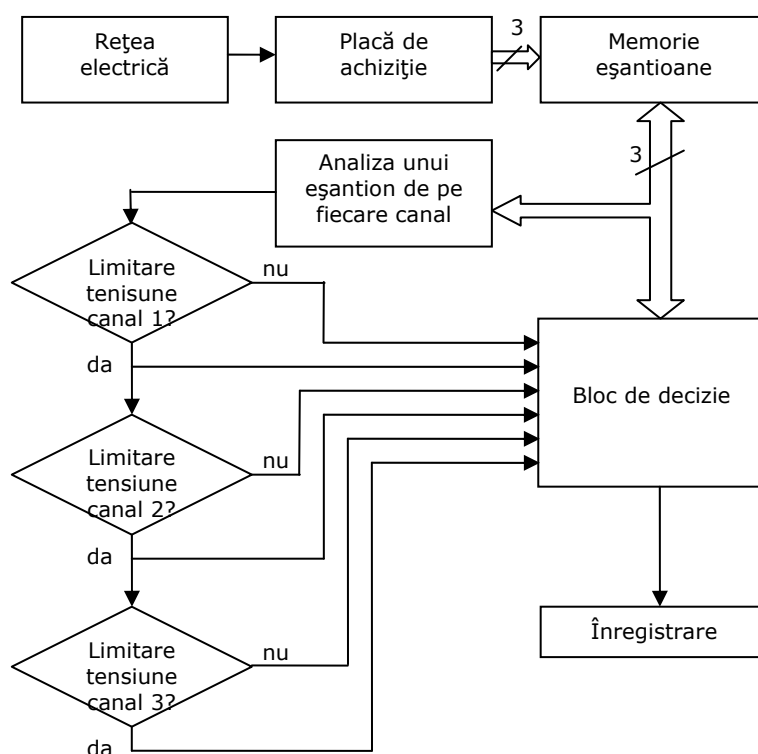 Reţea
electrică
Placă de
achiziţie
3
Memorie
eşantioane
Analiza unui
eşantion de pe
fiecare canal
3
Limitare
tenisune
canal 1?
nu
da
Bloc de decizie
Limitare
tensiune
canal 2?
nu
da
Înregistrare
Limitare
tensiune
canal 3?
nu
da